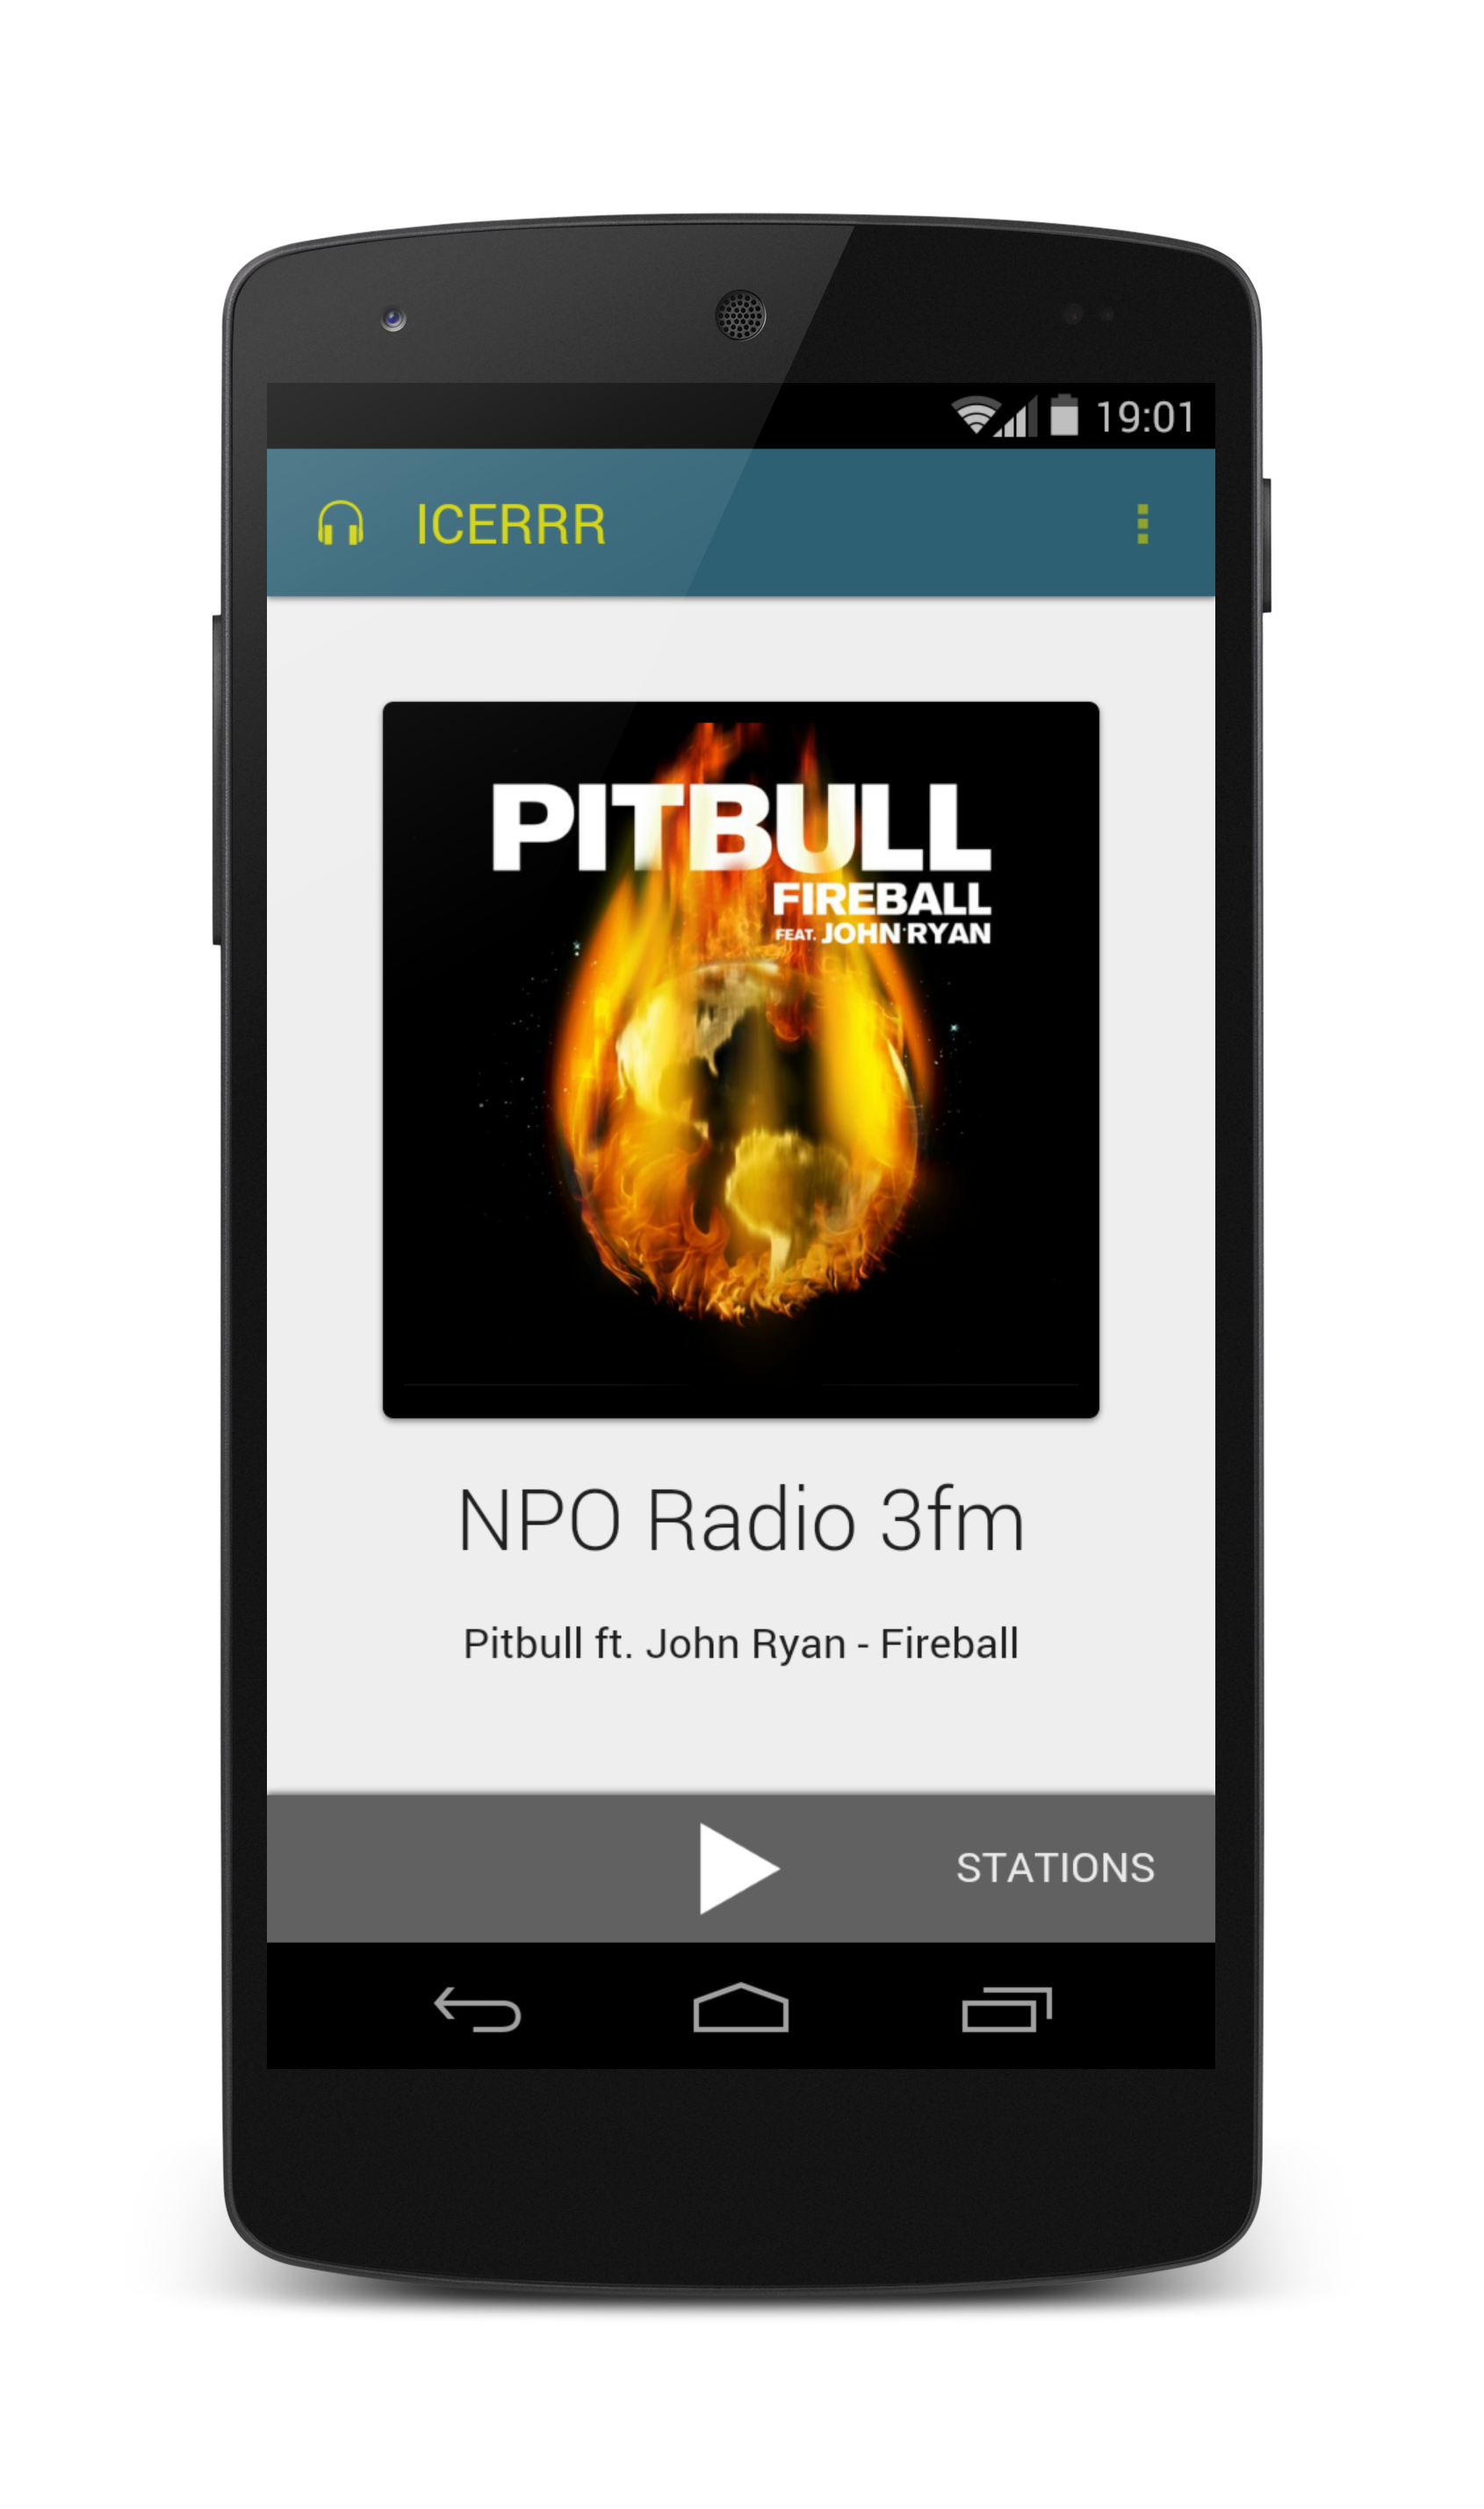 19:01
ICERRR
PITBULL
FIREBALL
FEAT. JOHN RYAN
NPO Radio 3fm
Pitbull ft. John Ryan - Fireball
STATIONS